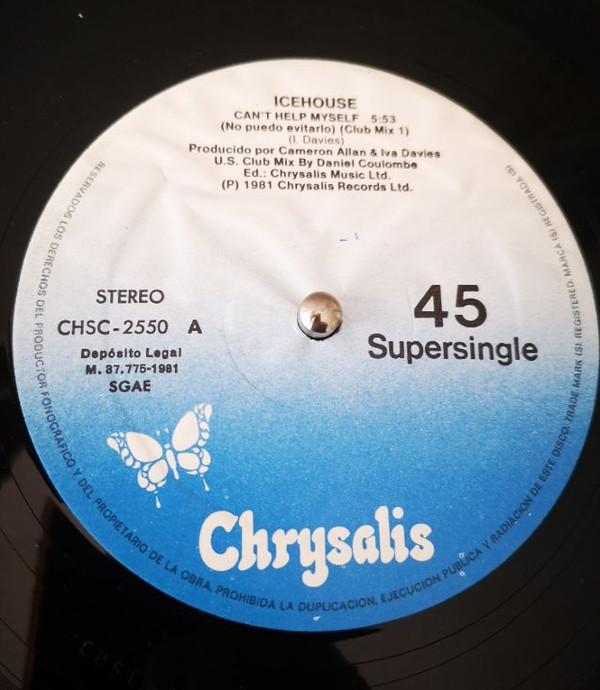 ICEHOUSE
CAN'T HELP MYSELF 5:53
(No puedo evitarlo) (Club Mix 1)
(I. Davies)
Producido por Cameron Allan & Iva Davies
U.S. Club Mix By Daniel Coulombe
Ed.: Chrysalis Music Ltd.
(P) 1981 Chrysalis Records Ltd.
STEREO
CHSC-2550 A
Depósito Legal
M. 87.775-1981
SGAE
45
Supersingle
Chrysalis
RESERVADOS LOS DERECHOS DEL PRODUCTOR FONOGRAFICO Y DEL PROPIETARIO DE LA OBRA. PROHIBIDA LA DUPLICACION, EJECUCION PUBLICA Y RADIACION DE ESTE DISCO. TRADE MARK (S). REGISTERED. MARCA (S) REGISTRADA (S)